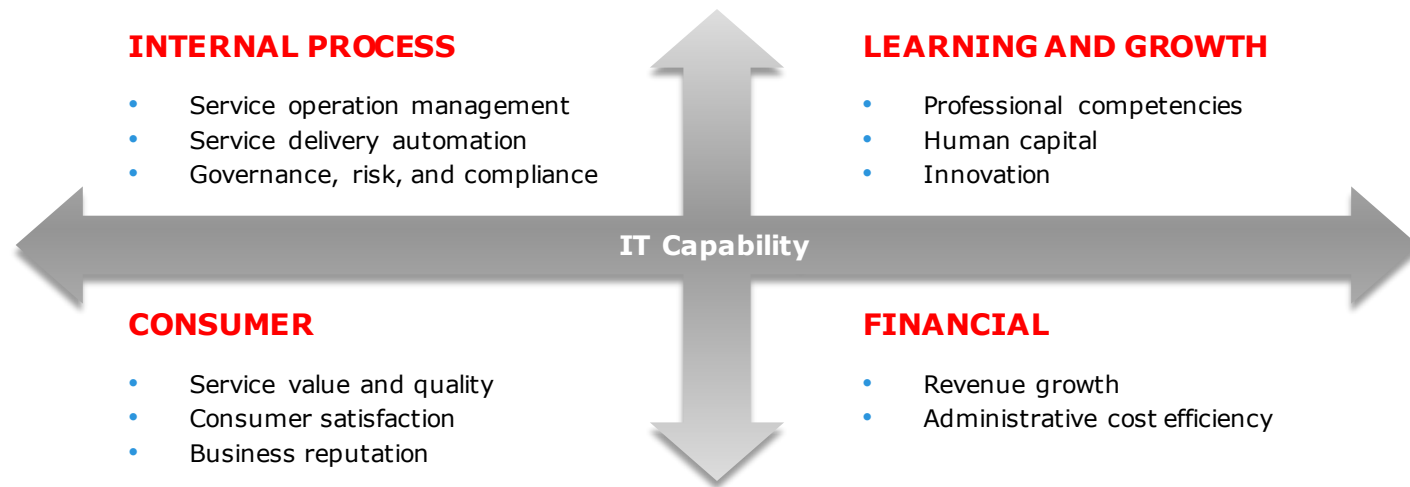 INTERNAL PROCESS
• Service operation management
• Service delivery automation
• Governance, risk, and compliance
LEARNING AND GROWTH
• Professional competencies
• Human capital
• Innovation
IT Capability
CONSUMER
• Service value and quality
• Consumer satisfaction
• Business reputation
FINANCIAL
• Revenue growth
• Administrative cost efficiency